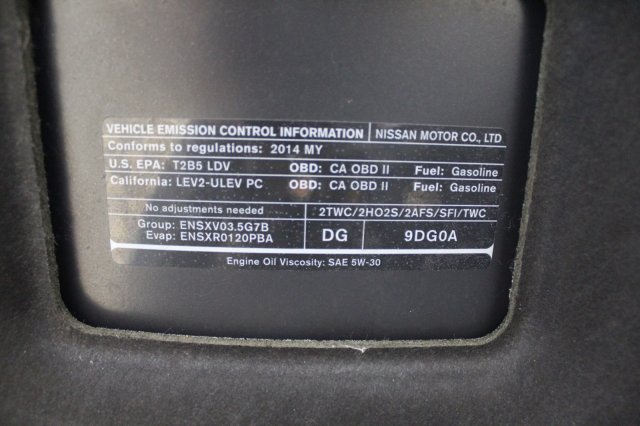 VEHICLE EMISSION CONTROL INFORMATION NISSAN MOTOR CO., LTD
Conforms to regulations: 2014 MY
U.S. EPA: T2B5 LDV OBD: CA OBD II Fuel: Gasoline
California: LEV2-ULEV PC OBD: CA OBD II Fuel: Gasoline
No adjustments needed 2TWC/2HO2S/2AFS/SFI/TWC
Group: ENSXV03.5G7B
Evap: ENSXR0120PBA
DG 9DG0A
Engine Oil Viscosity: SAE 5W-30